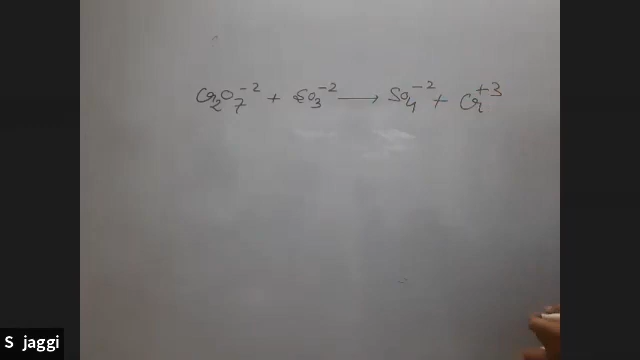 Cr₂O₇⁻² + SO₃⁻² ⟶ SO₄⁻² + Cr⁺³
S jaggi